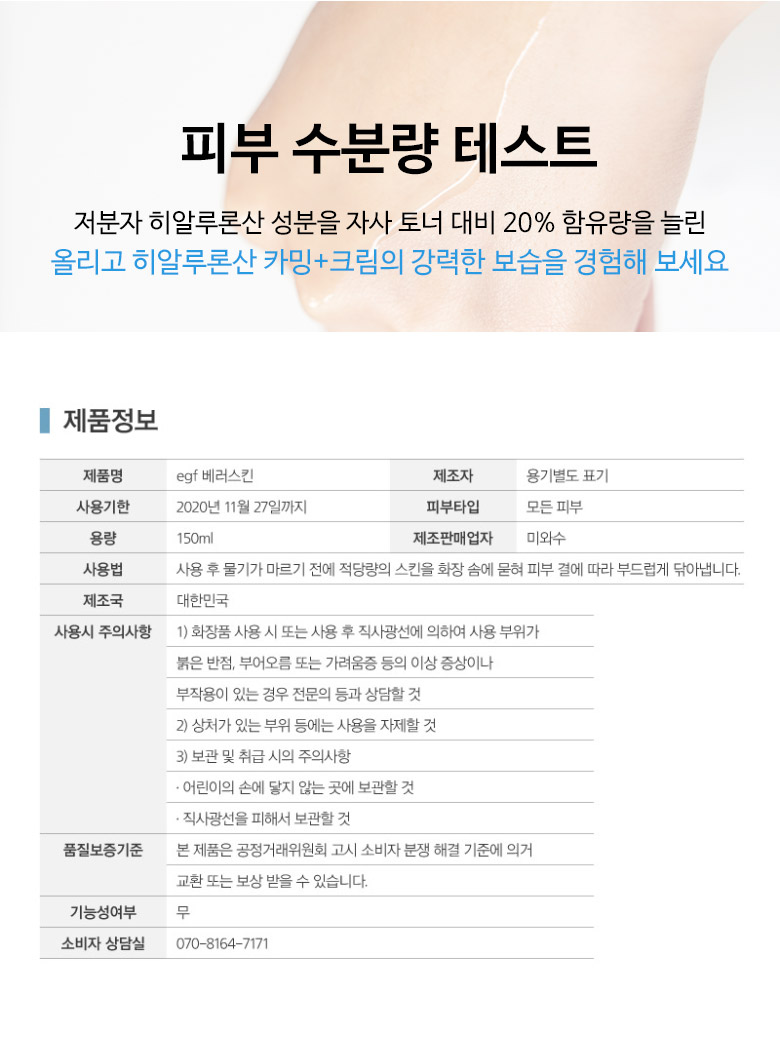 피부 수분량 테스트
저분자 히알루론산 성분을 자사 토너 대비 20% 함유량을 늘린
올리고 히알루론산 카밍+크림의 강력한 보습을 경험해 보세요
제품정보
제품명 egf 베러스킨 제조자 용기별도 표기
사용기한 2020년 11월 27일까지 피부타입 모든 피부
용량 150ml 제조판매업자 미와수
사용법 사용 후 물기가 마르기 전에 적당량의 스킨을 화장 솜에 묻혀 피부 결에 따라 부드럽게 닦아냅니다.
제조국 대한민국
사용시 주의사항 1) 화장품 사용 시 또는 사용 후 직사광선에 의하여 사용 부위가
붉은 반점, 부어오름 또는 가려움증 등의 이상 증상이나
부작용이 있는 경우 전문의 등과 상담할 것
2) 상처가 있는 부위 등에는 사용을 자제할 것
3) 보관 및 취급 시의 주의사항
· 어린이의 손에 닿지 않는 곳에 보관할 것
· 직사광선을 피해서 보관할 것
품질보증기준 본 제품은 공정거래위원회 고시 소비자 분쟁 해결 기준에 의거
교환 또는 보상 받을 수 있습니다.
기능성여부 무
소비자 상담실 070-8164-7171